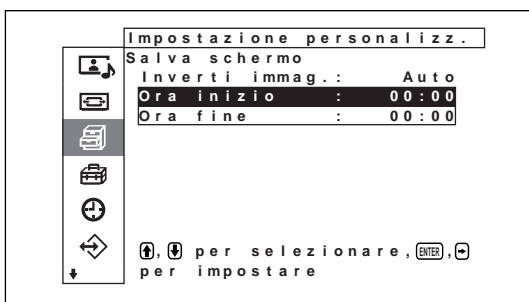 Impostazione personalizz.
Salva schermo
Inverti immag.: Auto
Ora inizio : 00:00
Ora fine : 00:00
↑, ↓ per selezionare, ENTER, →
per impostare